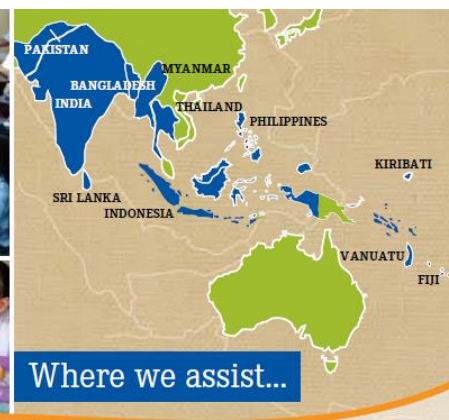 PAKISTAN
MYANMAR
BANGLADESH
INDIA
THAILAND
PHILIPPINES
KIRIBATI
SRI LANKA
INDONESIA
VANUATU
FIJI
Where we assist...